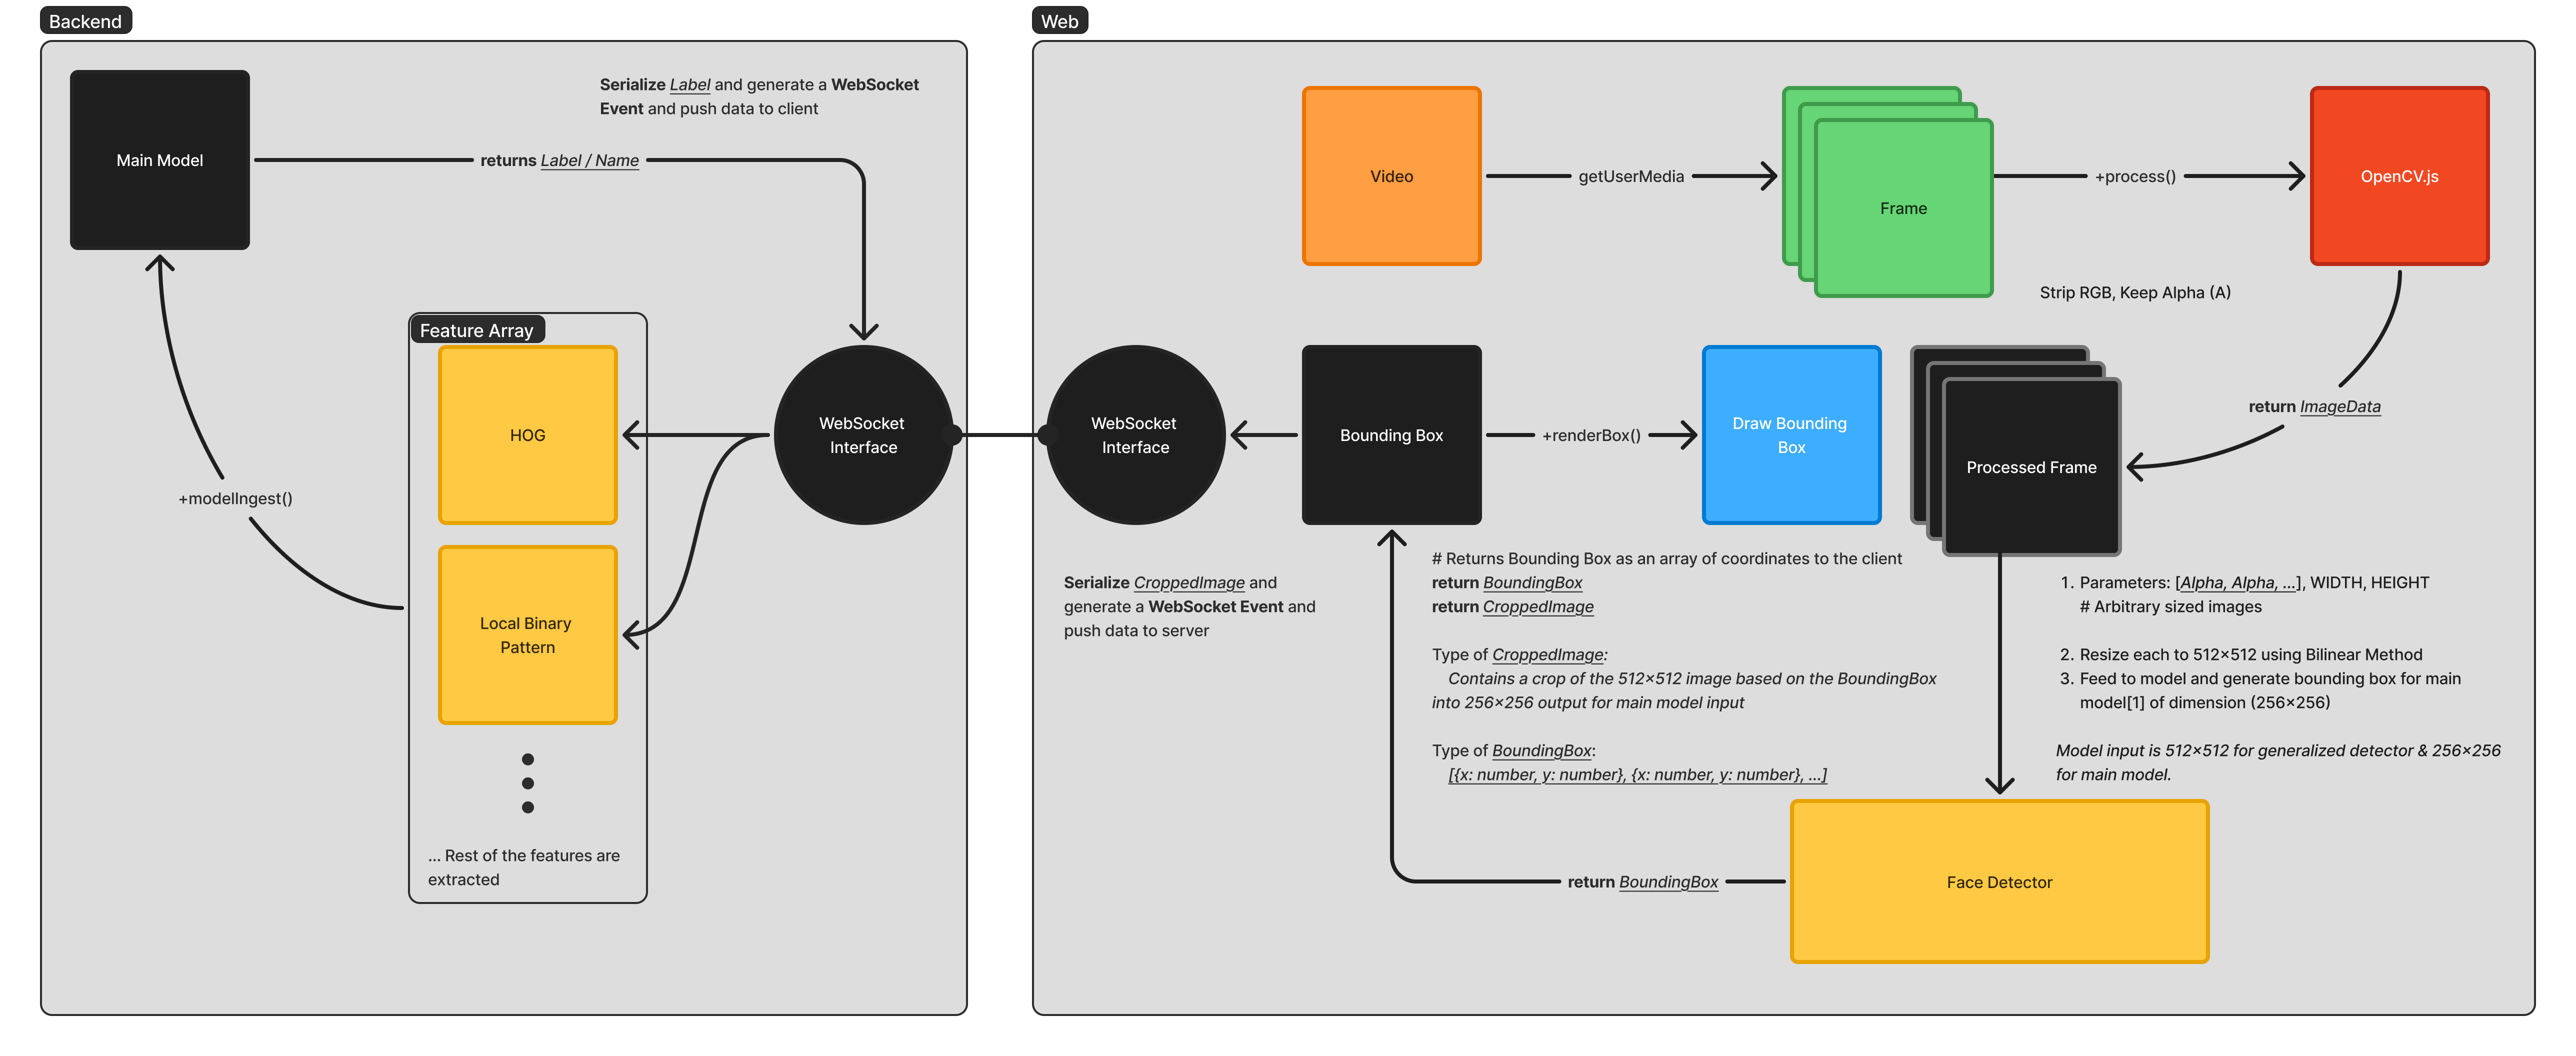 Backend
Main Model
Serialize Label and generate a WebSocket
Event and push data to client
returns Label / Name
Feature Array
HOG
Local Binary
Pattern
... Rest of the features are
extracted
+modelIngest()
WebSocket
Interface
Web
Video
getUserMedia
Frame
+process()
OpenCV.js
Strip RGB, Keep Alpha (A)
return ImageData
Processed Frame
WebSocket
Interface
Bounding Box
+renderBox()
Draw Bounding
Box
Serialize CroppedImage and
generate a WebSocket Event and
push data to server
# Returns Bounding Box as an array of coordinates to the client
return BoundingBox
return CroppedImage
Type of CroppedImage:
Contains a crop of the 512×512 image based on the BoundingBox
into 256×256 output for main model input
Type of BoundingBox:
[{x: number, y: number}, {x: number, y: number}, ...]
1. Parameters: [Alpha, Alpha, ...], WIDTH, HEIGHT
# Arbitrary sized images
2. Resize each to 512×512 using Bilinear Method
3. Feed to model and generate bounding box for main
model[1] of dimension (256×256)
Model input is 512×512 for generalized detector & 256×256
for main model.
return BoundingBox
Face Detector